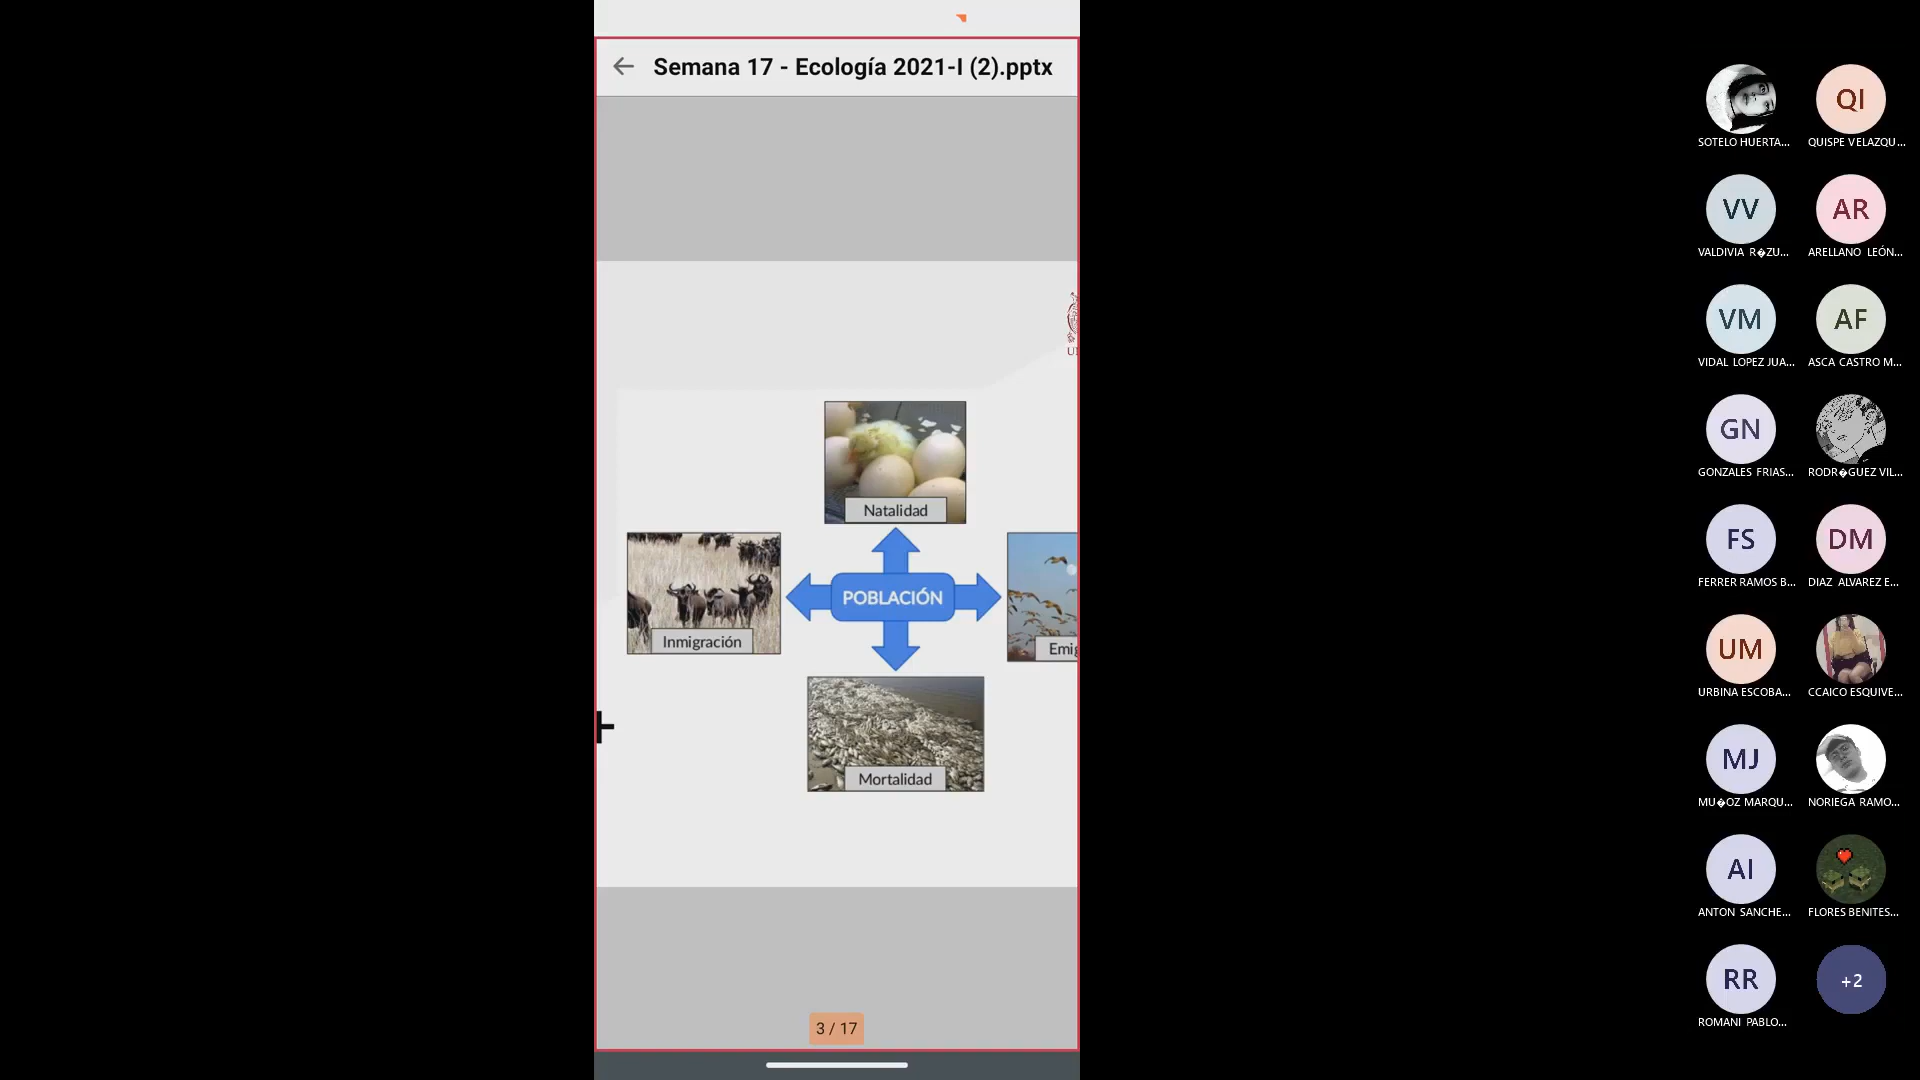 Semana 17 - Ecología 2021-I (2).pptx
UI
Natalidad
POBLACIÓN
Inmigración
Emig
Mortalidad
3 / 17
QI
SOTELO HUERTA...
QUISPE VELAZQU...
VV
AR
VALDIVIA R�ZU...
ARELLANO LEÓN...
VM
AF
VIDAL LOPEZ JUA...
ASCA CASTRO M...
GN
GONZALES FRIAS...
RODR�GUEZ VIL...
FS
DM
FERRER RAMOS B...
DIAZ ALVAREZ E...
UM
URBINA ESCOBA...
CCAICO ESQUIVE...
MJ
MU�OZ MARQU...
NORIEGA RAMO...
AI
ANTON SANCHE...
FLORES BENITES...
RR
+2
ROMANI PABLO...